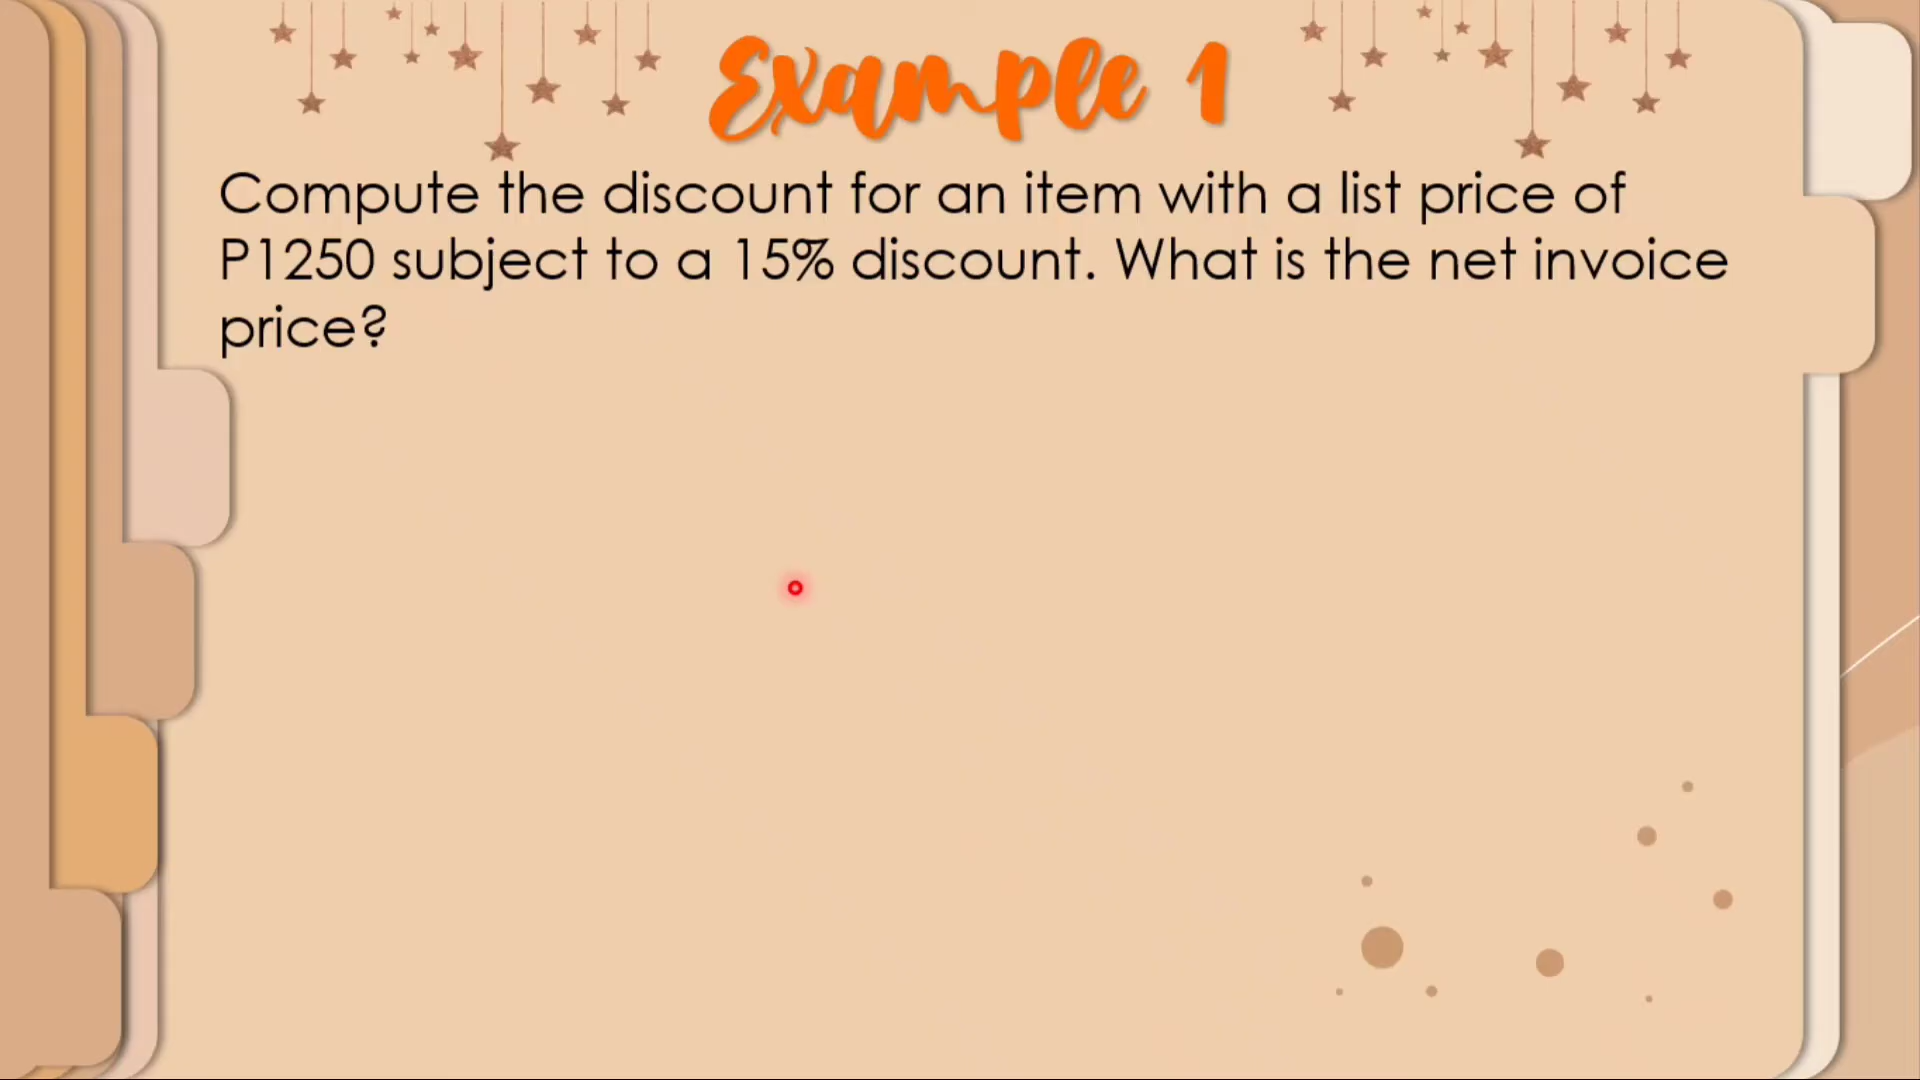 Example 1
Compute the discount for an item with a list price of
P1250 subject to a 15% discount. What is the net invoice
price?